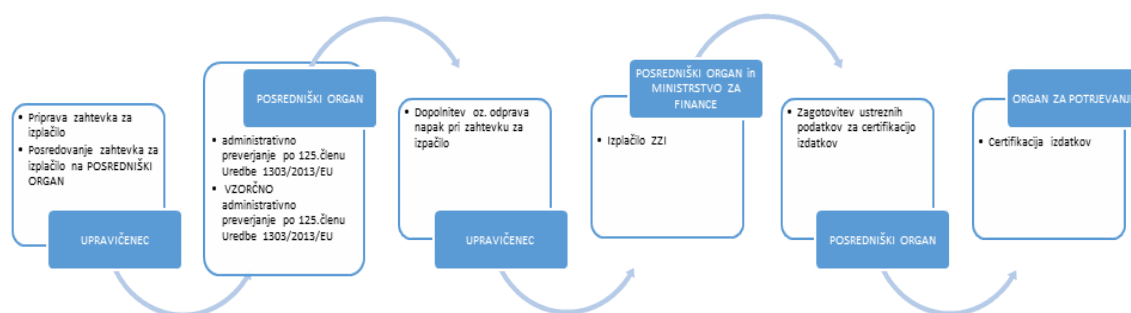 ▪ Priprava zahtevka za
izplačilo
▪ Posredovanje zahtevka za
izplačilo na POSREDNIŠKI
ORGAN
UPRAVIČENEC
POSREDNIŠKI ORGAN
▪ administrativno
preverjanje po 125.členu
Uredbe 1303/2013/EU
▪ VZORČNO
administrativno
preverjanje po 125.členu
Uredbe 1303/2013/EU
▪ Dopolnitev oz. odprava
napak pri zahtevku za
izpačilo
UPRAVIČENEC
POSREDNIŠKI ORGAN in
MINISTRSTVO ZA
FINANCE
▪ Izplačilo ZZI
▪ Zagotovitev ustreznih
podatkov za certifikacijo
izdatkov
POSREDNIŠKI ORGAN
ORGAN ZA POTRJEVANJE
▪ Certifikacija izdatkov